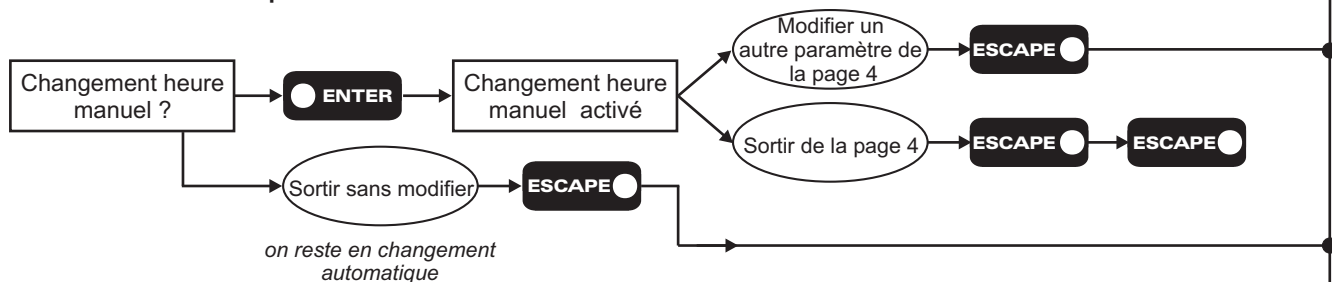 Changement heure
manuel ?
ENTER
Changement heure
manuel activé
Modifier un
autre paramètre de
la page 4
ESCAPE
Sortir de la page 4
ESCAPE
ESCAPE
Sortir sans modifier
ESCAPE
on reste en changement
automatique